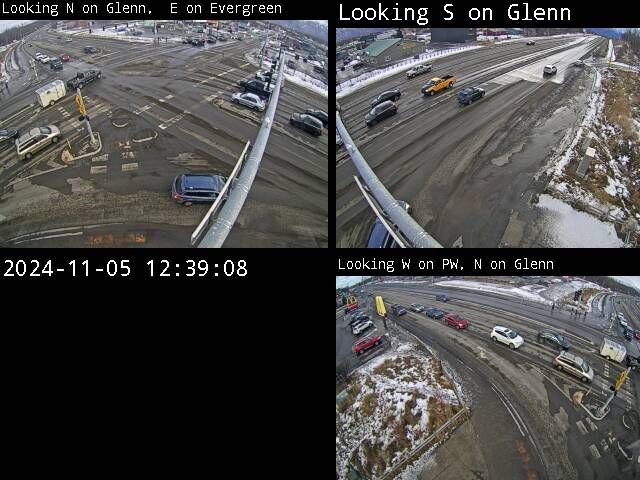 Looking N on Glenn,  E on Evergreen
Looking S on Glenn
2024-11-05 12:39:08
Looking W on PW, N on Glenn